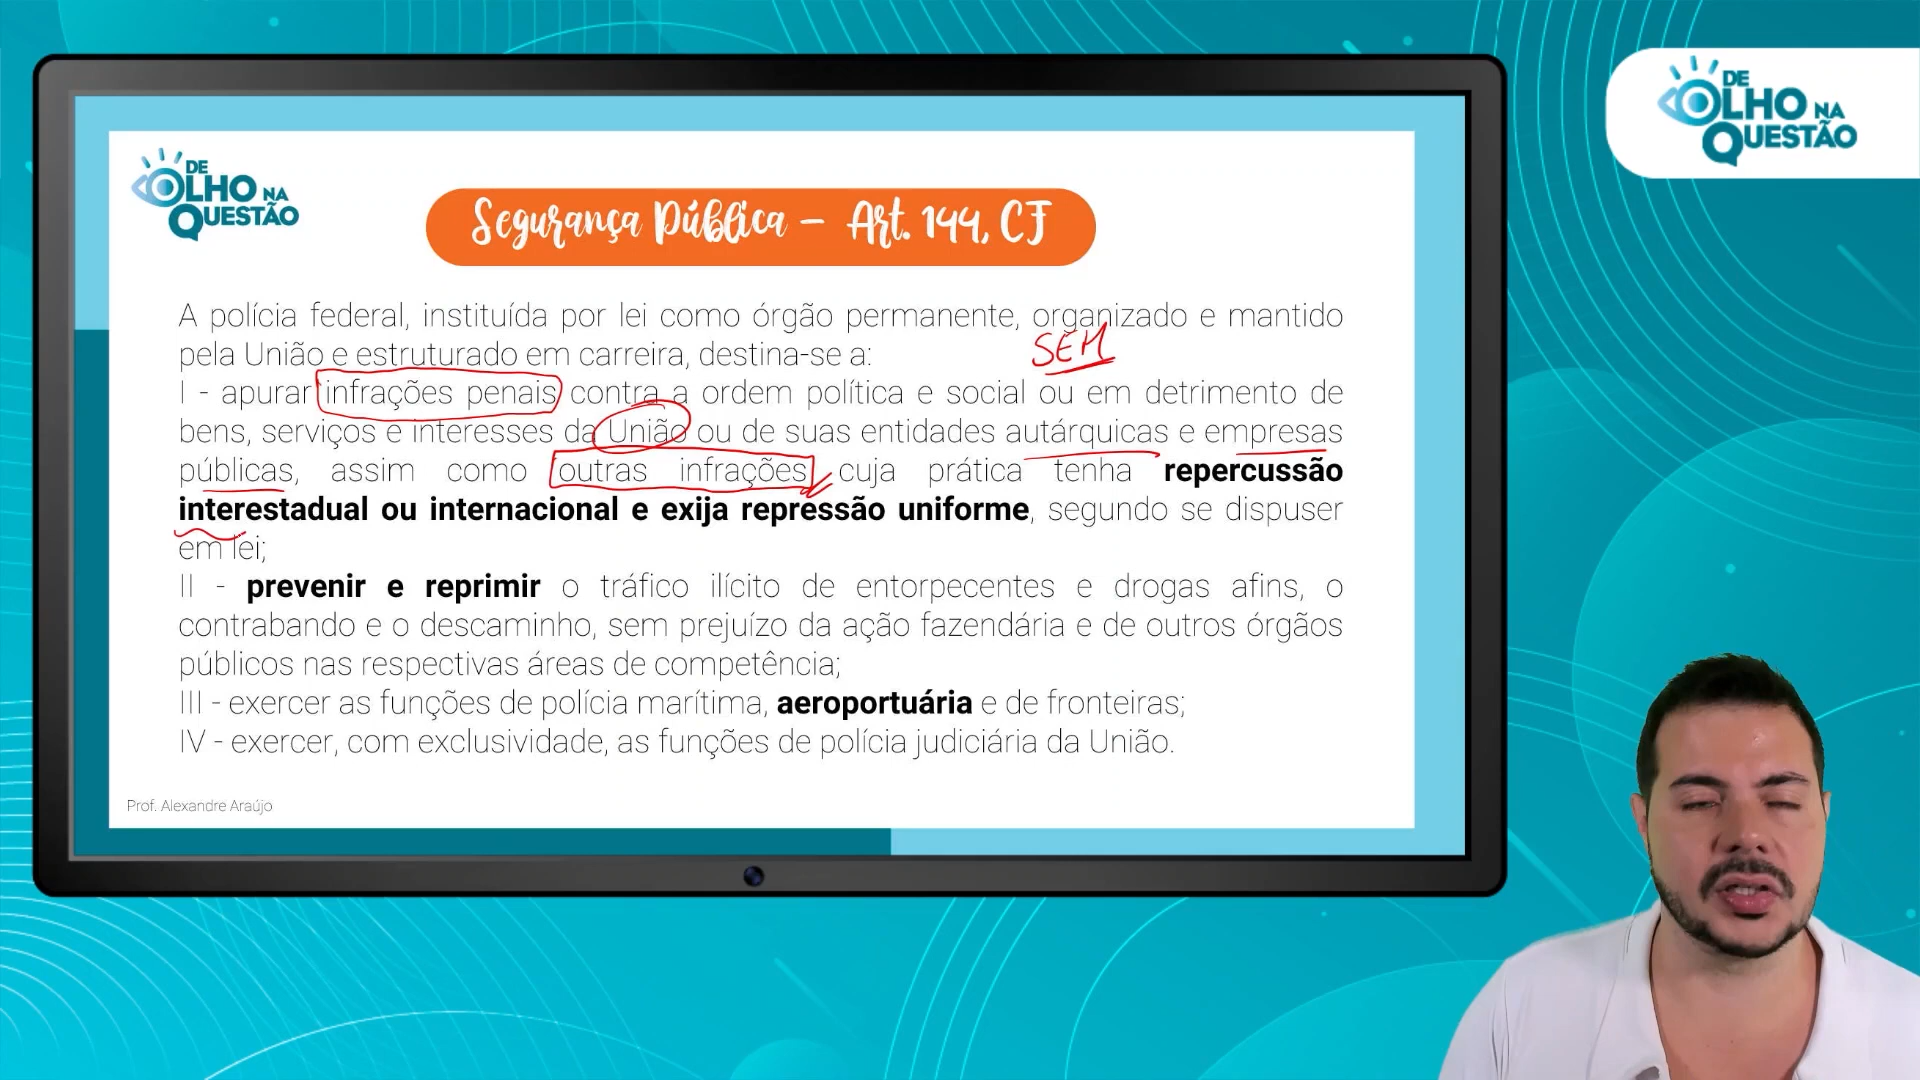 DE
OLHO NA
QUESTÃO
DE
OLHO NA
QUESTÃO
Segurança Pública – Art. 144, CF
A polícia federal, instituída por lei como órgão permanente, organizado e mantido
SEM
pela União e estruturado em carreira, destina-se a:
I - apurar infrações penais contra a ordem política e social ou em detrimento de
bens, serviços e interesses da União ou de suas entidades autárquicas e empresas
públicas, assim como outras infrações cuja prática tenha repercussão
interestadual ou internacional e exija repressão uniforme, segundo se dispuser
em lei;
II - prevenir e reprimir o tráfico ilícito de entorpecentes e drogas afins, o
contrabando e o descaminho, sem prejuízo da ação fazendária e de outros órgãos
públicos nas respectivas áreas de competência;
III - exercer as funções de polícia marítima, aeroportuária e de fronteiras;
IV - exercer, com exclusividade, as funções de polícia judiciária da União.
Prof. Alexandre Araújo